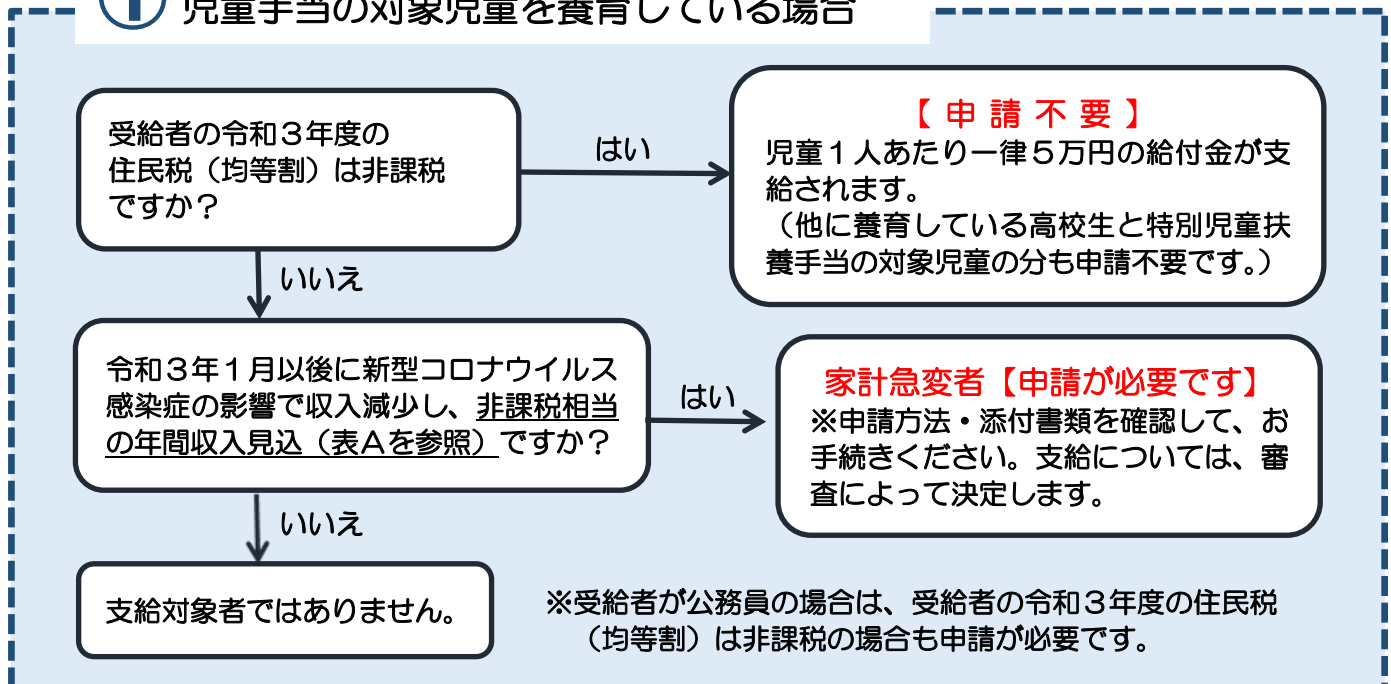 ① 児童手当の対象児童を養育している場合
受給者の令和３年度の
住民税（均等割）は非課税
ですか？
はい
【 申 請 不 要 】
児童１人あたり一律５万円の給付金が支
給されます。
（他に養育している高校生と特別児童扶
養手当の対象児童の分も申請不要です。）
いいえ
令和３年１月以後に新型コロナウイルス
感染症の影響で収入減少し、非課税相当
の年間収入見込（表Ａを参照）ですか？
はい
家計急変者【申請が必要です】
※申請方法・添付書類を確認して、お
手続きください。支給については、審
査によって決定します。
いいえ
支給対象者ではありません。
※受給者が公務員の場合は、受給者の令和３年度の住民税
（均等割）は非課税の場合も申請が必要です。